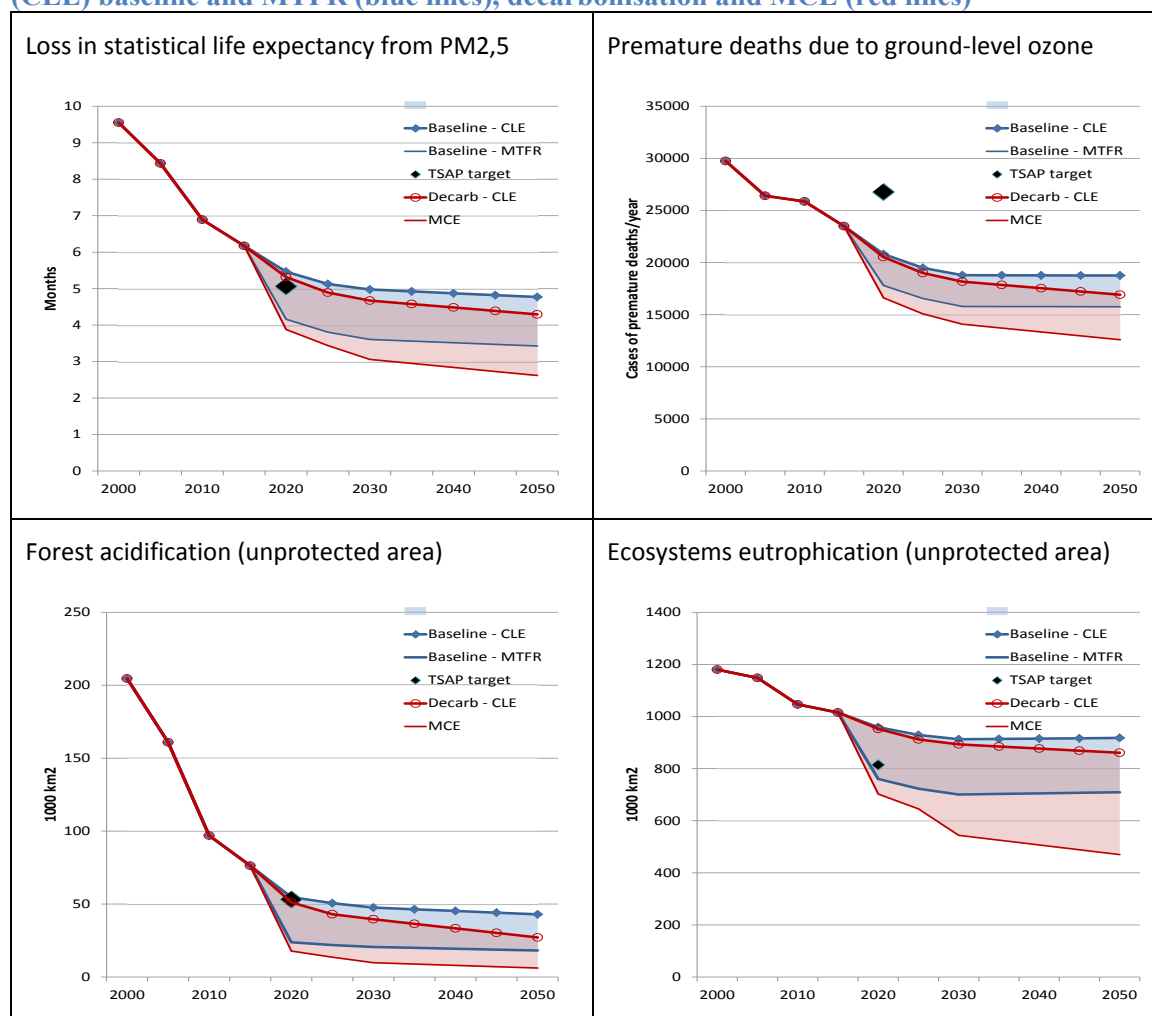 (CLE) baseline and MTFR (blue lines), decarbonisation and MCE (red lines)
Loss in statistical life expectancy from PM2,5
10
9
8
7
6
5
4
3
2
1
0
Months
2000 2010 2020 2030 2040 2050
Baseline - CLE
Baseline - MTFR
TSAP target
Decarb - CLE
MCE
Premature deaths due to ground-level ozone
35000
30000
25000
20000
15000
10000
5000
0
Cases of premature deaths/year
2000 2010 2020 2030 2040 2050
Baseline - CLE
Baseline - MTFR
TSAP target
Decarb - CLE
MCE
Forest acidification (unprotected area)
250
200
150
100
50
0
1000 km2
2000 2010 2020 2030 2040 2050
Baseline - CLE
Baseline - MTFR
TSAP target
Decarb - CLE
MCE
Ecosystems eutrophication (unprotected area)
1400
1200
1000
800
600
400
200
0
1000 km2
2000 2010 2020 2030 2040 2050
Baseline - CLE
Baseline - MTFR
TSAP target
Decarb - CLE
MCE